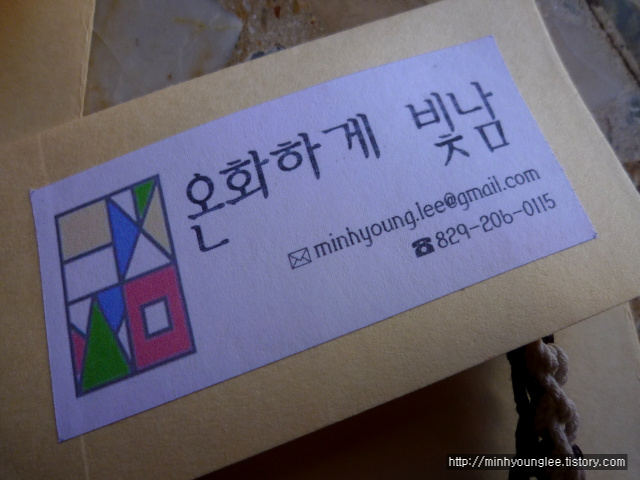 온화하게 빛남
minhyoung.lee@gmail.com
829-206-0115
http://minhyounglee.tistory.com